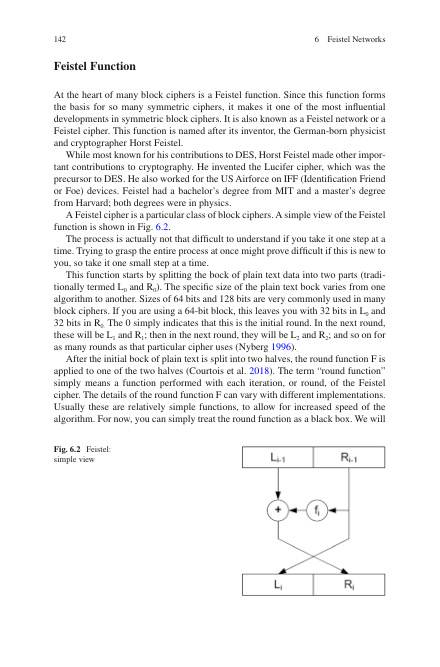 142 6 Feistel Networks
Feistel Function
At the heart of many block ciphers is a Feistel function. Since this function forms
the basis for so many symmetric ciphers, it makes it one of the most influential
developments in symmetric block ciphers. It is also known as a Feistel network or a
Feistel cipher. This function is named after its inventor, the German-born physicist
and cryptographer Horst Feistel.
While most known for his contributions to DES, Horst Feistel made other impor-
tant contributions to cryptography. He invented the Lucifer cipher, which was the
precursor to DES. He also worked for the US Airforce on IFF (Identification Friend
or Foe) devices. Feistel had a bachelor's degree from MIT and a master's degree
from Harvard; both degrees were in physics.
A Feistel cipher is a particular class of block ciphers. A simple view of the Feistel
function is shown in Fig. 6.2.
The process is actually not that difficult to understand if you take it one step at a
time. Trying to grasp the entire process at once might prove difficult if this is new to
you, so take it one small step at a time.
This function starts by splitting the bock of plain text data into two parts (tradi-
tionally termed L₀ and R₀). The specific size of the plain text bock varies from one
algorithm to another. Sizes of 64 bits and 128 bits are very commonly used in many
block ciphers. If you are using a 64-bit block, this leaves you with 32 bits in L₀ and
32 bits in R₀. The 0 simply indicates that this is the initial round. In the next round,
these will be L₁ and R₁; then in the next round, they will be L₂ and R₂; and so on for
as many rounds as that particular cipher uses (Nyberg 1996).
After the initial bock of plain text is split into two halves, the round function F is
applied to one of the two halves (Courtois et al. 2018). The term "round function"
simply means a function performed with each iteration, or round, of the Feistel
cipher. The details of the round function F can vary with different implementations.
Usually these are relatively simple functions, to allow for increased speed of the
algorithm. For now, you can simply treat the round function as a black box. We will
Fig. 6.2 Feistel:
simple view
Lᵢ₋₁ Rᵢ₋₁
+ fᵢ
Lᵢ Rᵢ